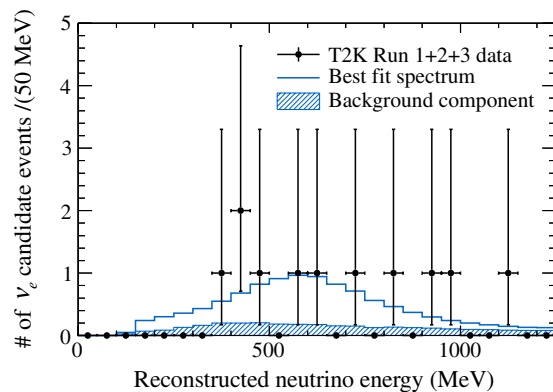 # of νe candidate events /(50 MeV)
5
4
3
2
1
0
T2K Run 1+2+3 data
Best fit spectrum
Background component
0 500 1000
Reconstructed neutrino energy (MeV)